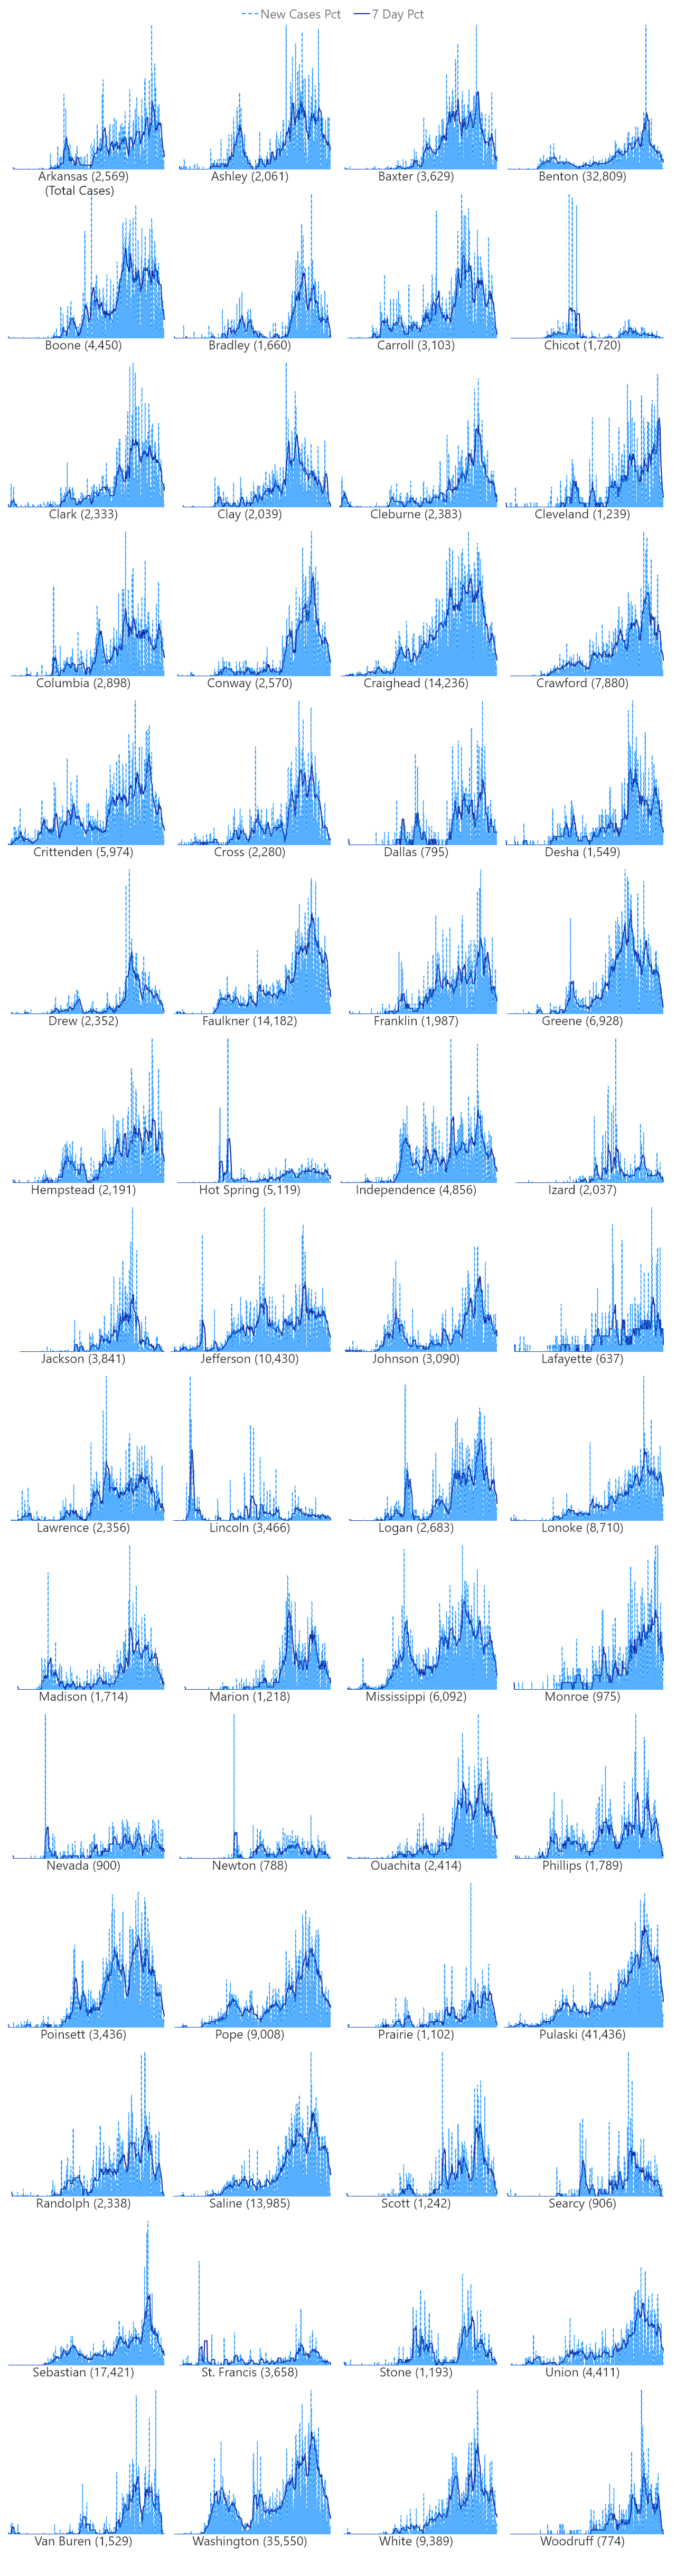 New Cases Pct 7 Day Pct
Arkansas (2,569) Ashley (2,061) Baxter (3,629) Benton (32,809)
(Total Cases)
Boone (4,450) Bradley (1,660) Carroll (3,103) Chicot (1,720)
Clark (2,333) Clay (2,039) Cleburne (2,383) Cleveland (1,239)
Columbia (2,898) Conway (2,570) Craighead (14,236) Crawford (7,880)
Crittenden (5,974) Cross (2,280) Dallas (795) Desha (1,549)
Drew (2,352) Faulkner (14,182) Franklin (1,987) Greene (6,928)
Hempstead (2,191) Hot Spring (5,119) Independence (4,856) Izard (2,037)
Jackson (3,841) Jefferson (10,430) Johnson (3,090) Lafayette (637)
Lawrence (2,356) Lincoln (3,466) Logan (2,683) Lonoke (8,710)
Madison (1,714) Marion (1,218) Mississippi (6,092) Monroe (975)
Nevada (900) Newton (788) Ouachita (2,414) Phillips (1,789)
Poinsett (3,436) Pope (9,008) Prairie (1,102) Pulaski (41,436)
Randolph (2,338) Saline (13,985) Scott (1,242) Searcy (906)
Sebastian (17,421) St. Francis (3,658) Stone (1,193) Union (4,411)
Van Buren (1,529) Washington (35,550) White (9,389) Woodruff (774)